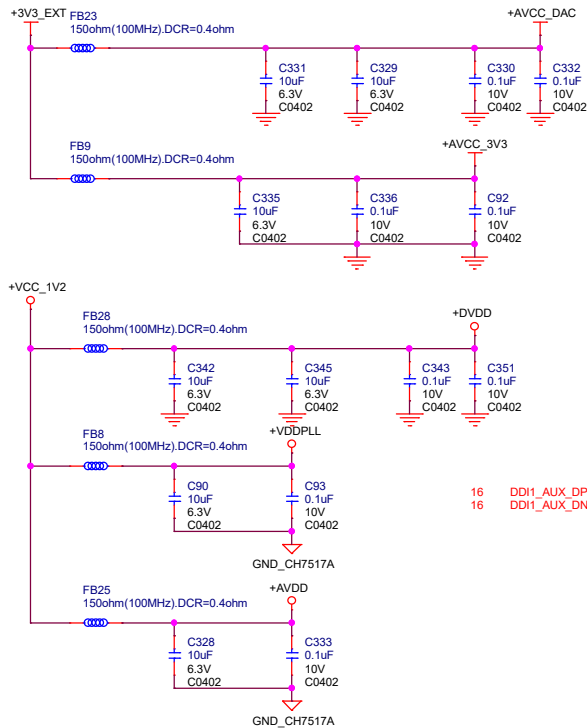 +3V3_EXT
FB23
150ohm(100MHz).DCR=0.4ohm
+AVCC_DAC
C331
10uF
6.3V
C0402
C329
10uF
6.3V
C0402
C330
0.1uF
10V
C0402
C332
0.1uF
10V
C0402
FB9
150ohm(100MHz).DCR=0.4ohm
+AVCC_3V3
C335
10uF
6.3V
C0402
C336
0.1uF
10V
C0402
C92
0.1uF
10V
C0402
+VCC_1V2
FB28
150ohm(100MHz).DCR=0.4ohm
+DVDD
C342
10uF
6.3V
C0402
C345
10uF
6.3V
C0402
C343
0.1uF
10V
C0402
C351
0.1uF
10V
C0402
FB8
150ohm(100MHz).DCR=0.4ohm
+VDDPLL
C90
10uF
6.3V
C0402
C93
0.1uF
10V
C0402
GND_CH7517A
16 DDI1_AUX_DP
16 DDI1_AUX_DN
FB25
150ohm(100MHz).DCR=0.4ohm
+AVDD
C328
10uF
6.3V
C0402
C333
0.1uF
10V
C0402
GND_CH7517A